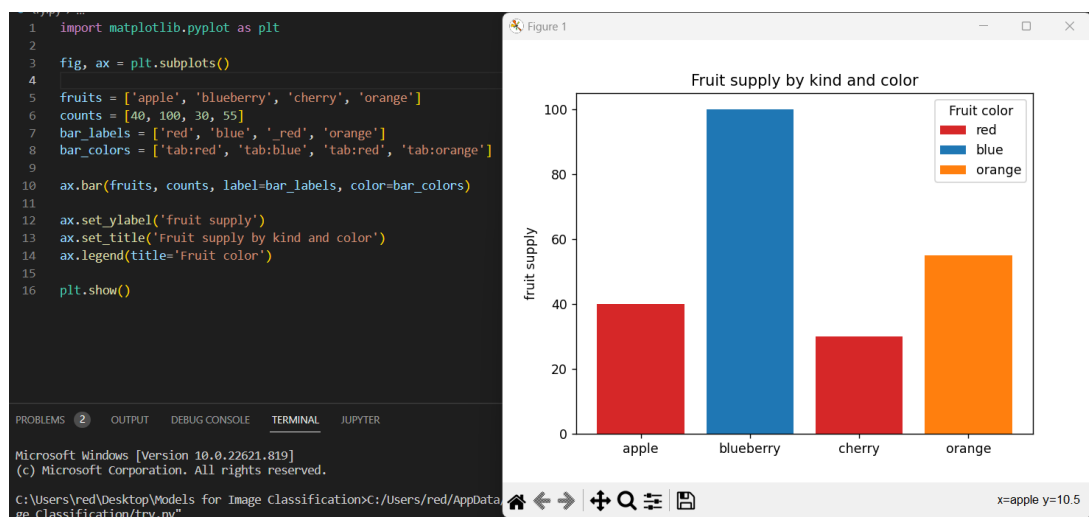 1 import matplotlib.pyplot as plt
2
3 fig, ax = plt.subplots()
4
5 fruits = ['apple', 'blueberry', 'cherry', 'orange']
6 counts = [40, 100, 30, 55]
7 bar_labels = ['red', 'blue', '_red', 'orange']
8 bar_colors = ['tab:red', 'tab:blue', 'tab:red', 'tab:orange']
9
10 ax.bar(fruits, counts, label=bar_labels, color=bar_colors)
11
12 ax.set_ylabel('fruit supply')
13 ax.set_title('Fruit supply by kind and color')
14 ax.legend(title='Fruit color')
15
16 plt.show()
PROBLEMS 2 OUTPUT DEBUG CONSOLE TERMINAL JUPYTER
Microsoft Windows [Version 10.0.22621.819]
(c) Microsoft Corporation. All rights reserved.
C:\Users\red\Desktop\Models for Image Classification>C:/Users/red/AppData/
ge Classification/try.py"
Figure 1
Fruit supply by kind and color
Fruit color
red
blue
orange
fruit supply
100
80
60
40
20
0
apple blueberry cherry orange
x=apple y=10.5